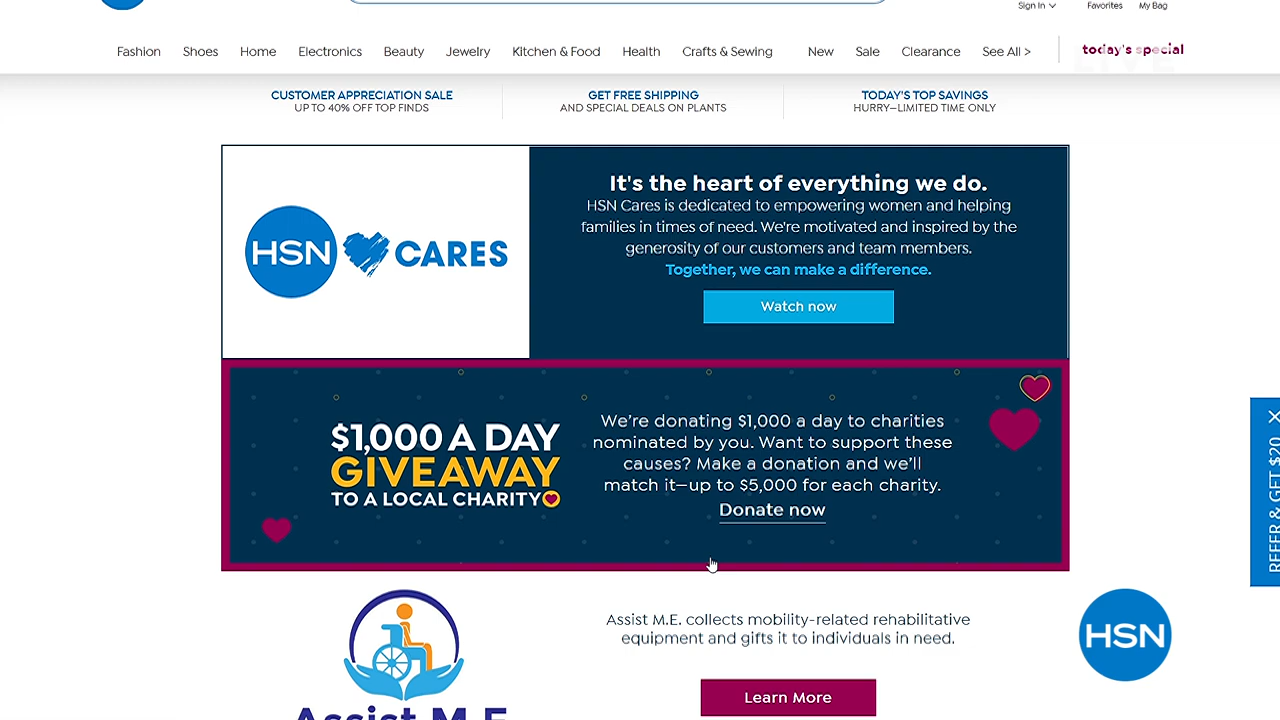 Sign In
Favorites
My Bag
Fashion
Shoes
Home
Electronics
Beauty
Jewelry
Kitchen & Food
Health
Crafts & Sewing
New
Sale
Clearance
See All >
today's special
LIVE
CUSTOMER APPRECIATION SALE
UP TO 40% OFF TOP FINDS
GET FREE SHIPPING
AND SPECIAL DEALS ON PLANTS
TODAY'S TOP SAVINGS
HURRY—LIMITED TIME ONLY
HSN CARES
It's the heart of everything we do.
HSN Cares is dedicated to empowering women and helping
families in times of need. We're motivated and inspired by the
generosity of our customers and team members.
Together, we can make a difference.
Watch now
$1,000 A DAY
GIVEAWAY
TO A LOCAL CHARITY
We're donating $1,000 a day to charities
nominated by you. Want to support these
causes? Make a donation and we'll
match it—up to $5,000 for each charity.
Donate now
REFER & GET $20
Assist M.E.
Assist M.E. collects mobility-related rehabilitative
equipment and gifts it to individuals in need.
Learn More
HSN